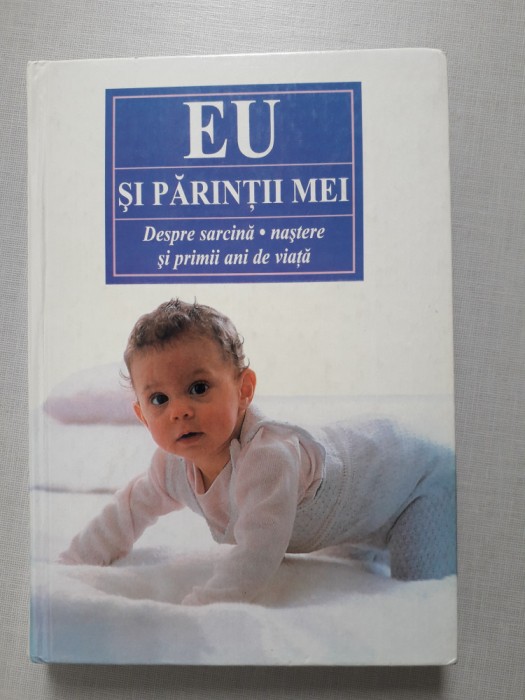 EU
ŞI PĂRINŢII MEI
Despre sarcină • naştere
şi primii ani de viaţă